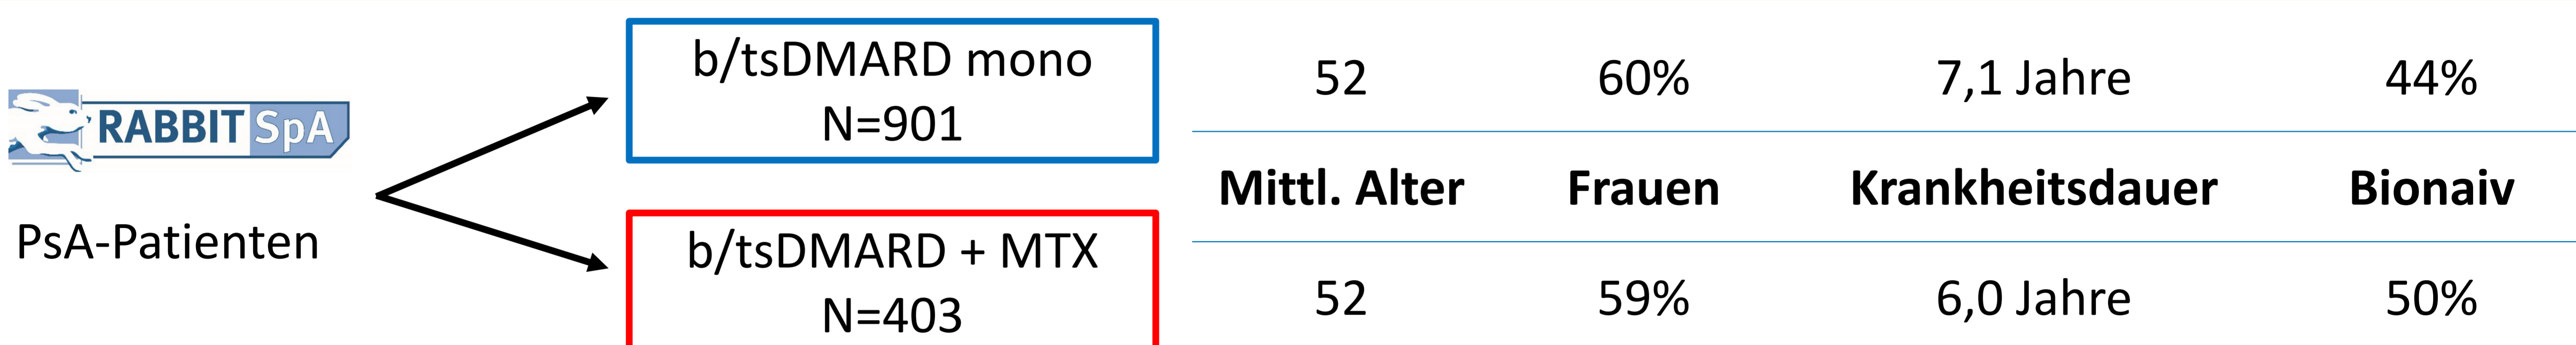 RABBIT SpA
PsA-Patienten
b/tsDMARD mono
N=901
b/tsDMARD + MTX
N=403
52 60% 7,1 Jahre 44%
Mittl. Alter Frauen Krankheitsdauer Bionaiv
52 59% 6,0 Jahre 50%